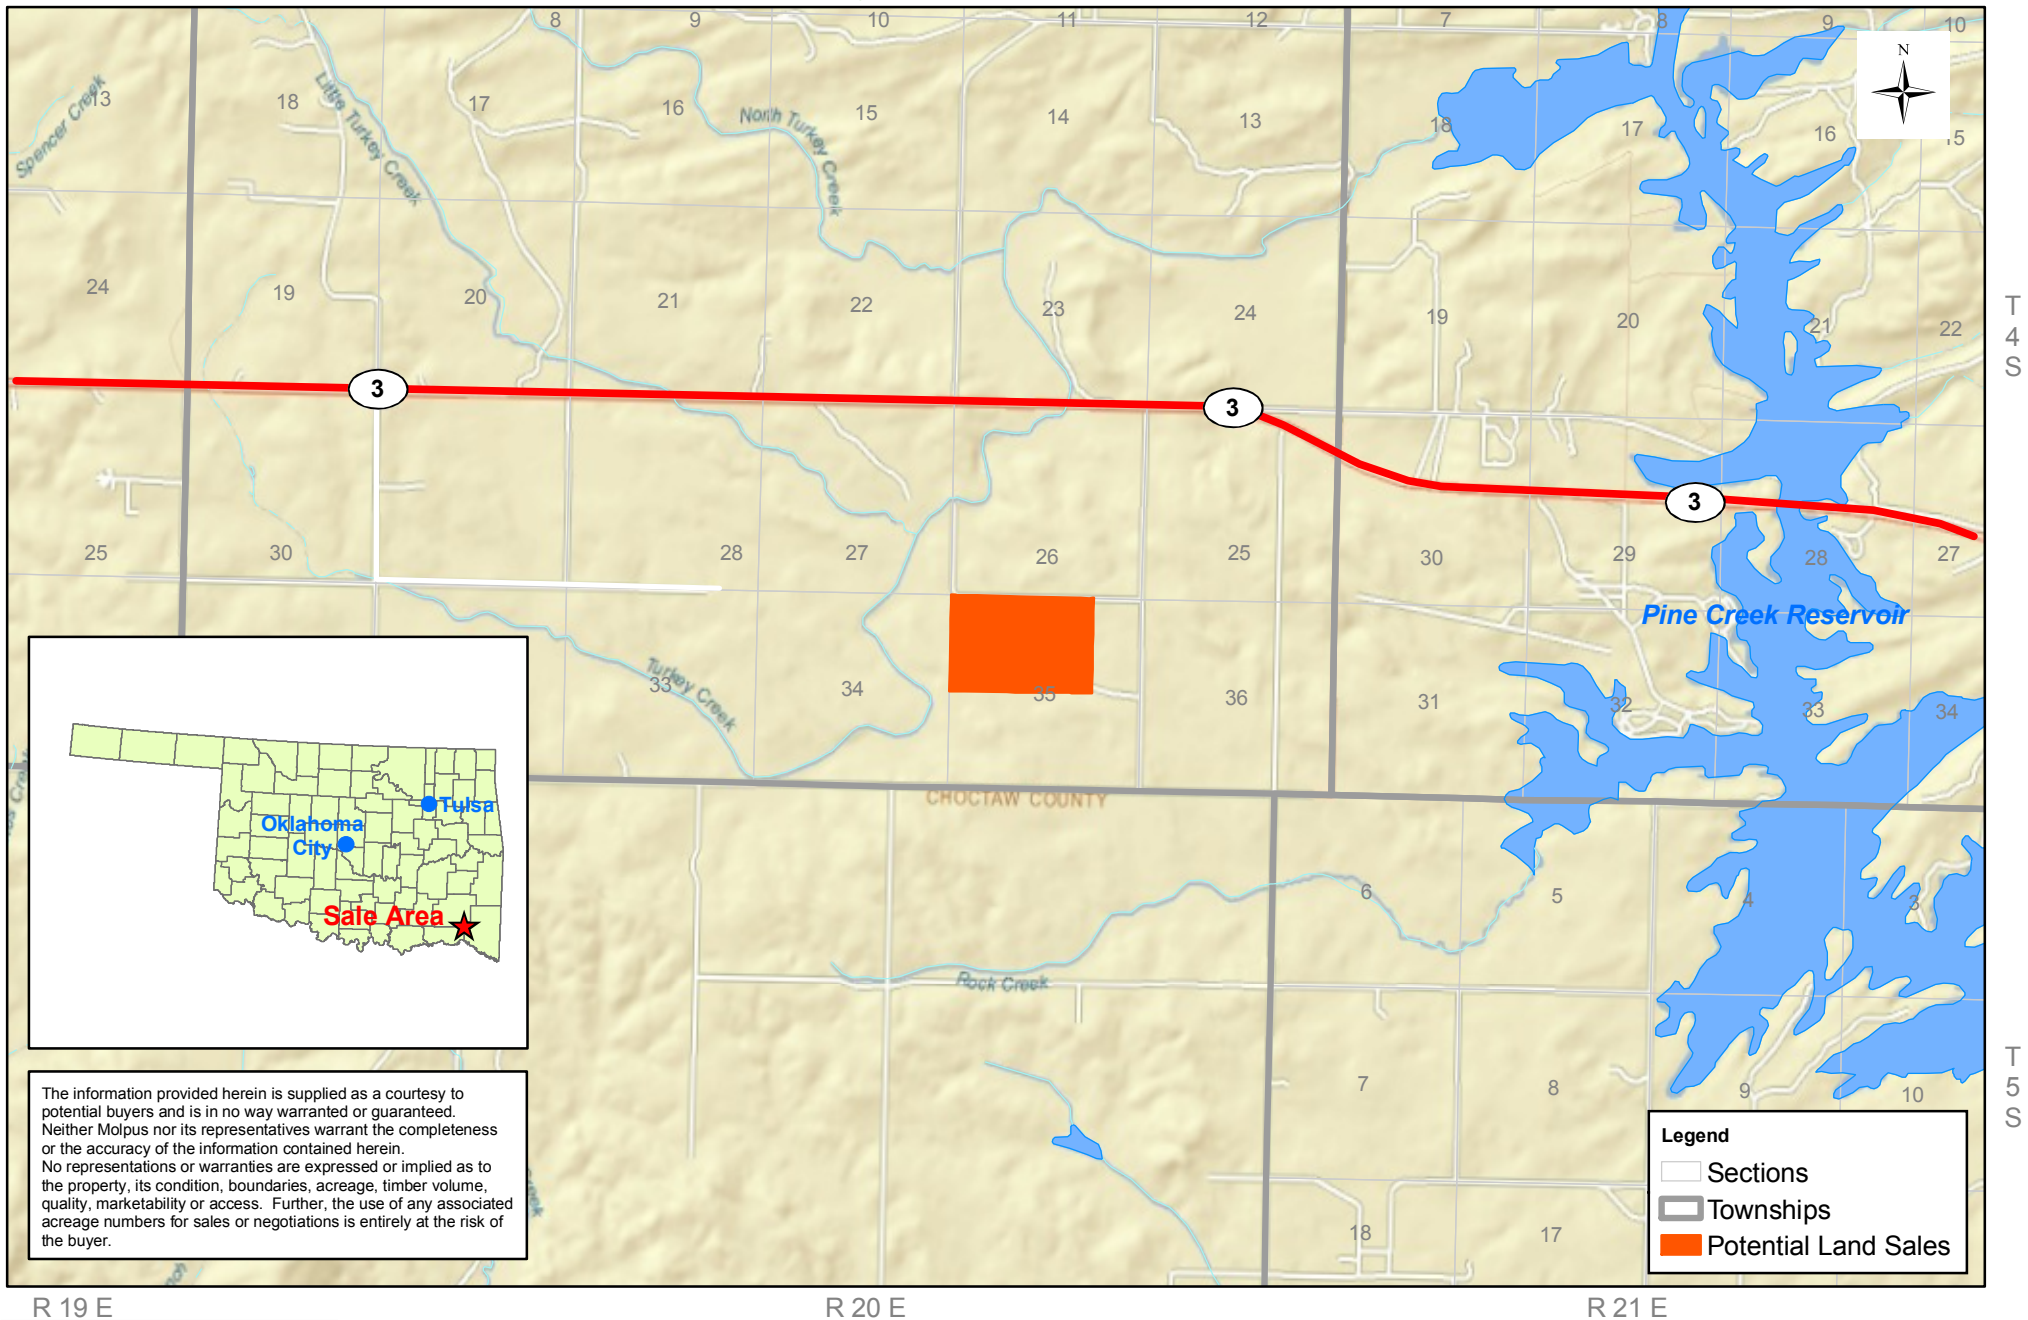 8
9
10
11
12
7
8
9
10
N
13
18
17
16
15
14
13
18
17
16
15
Spencer Creek
Little Turkey Creek
North Turkey Creek
24
19
20
21
22
23
24
19
20
21
22
T
4
S
3
3
3
25
30
28
27
26
25
30
29
28
27
Pine Creek Reservoir
Turkey Creek
33
34
35
36
31
32
33
34
CHOCTAW COUNTY
Tulsa
Oklahoma
City
Sale Area
6
5
4
3
Rock Creek
7
8
9
10
T
5
S
18
17
The information provided herein is supplied as a courtesy to
potential buyers and is in no way warranted or guaranteed.
Neither Molpus nor its representatives warrant the completeness
or the accuracy of the information contained herein.
No representations or warranties are expressed or implied as to
the property, its condition, boundaries, acreage, timber volume,
quality, marketability or access.  Further, the use of any associated
acreage numbers for sales or negotiations is entirely at the risk of
the buyer.
Legend
Sections
Townships
Potential Land Sales
R 19 E
R 20 E
R 21 E